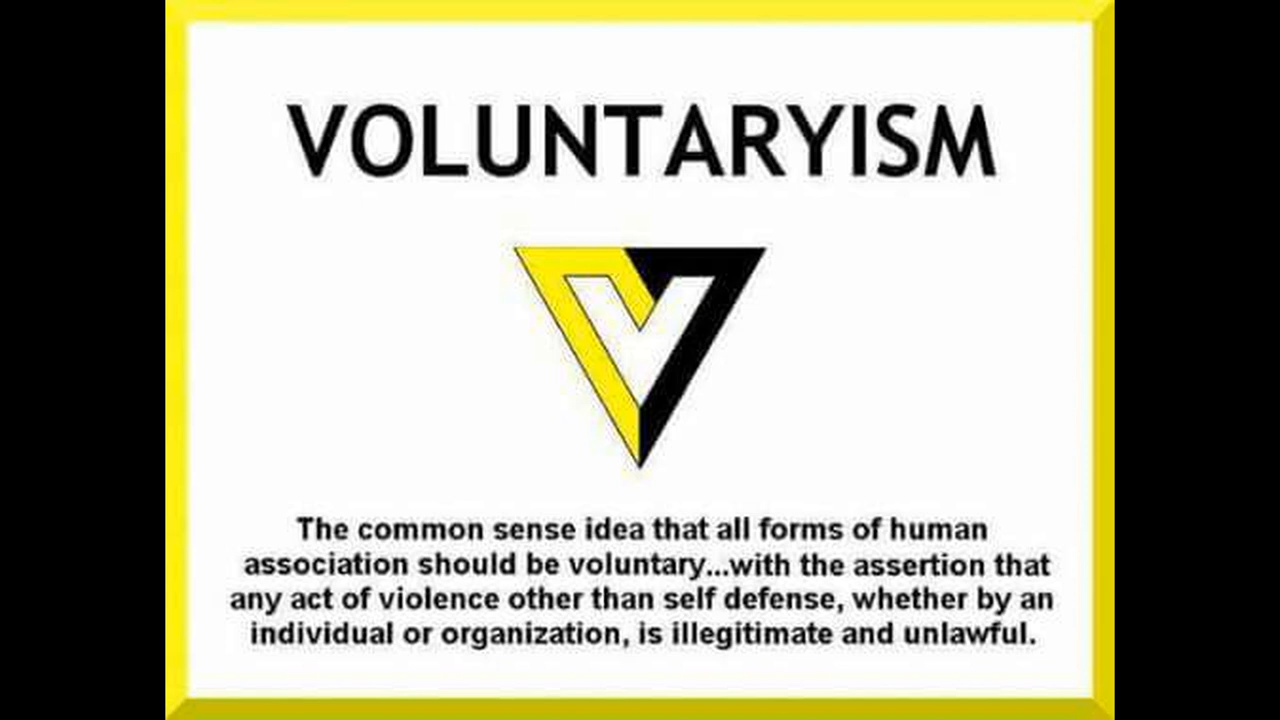 VOLUNTARYISM
The common sense idea that all forms of human
association should be voluntary...with the assertion that
any act of violence other than self defense, whether by an
individual or organization, is illegitimate and unlawful.